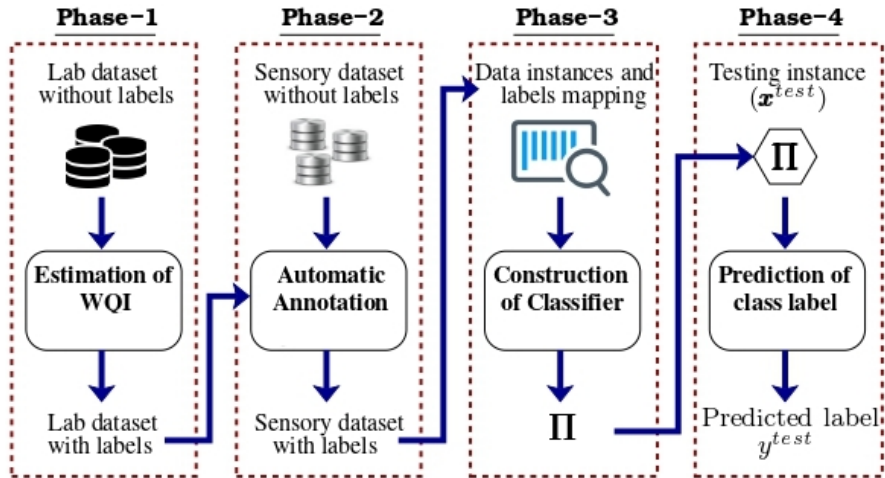 Phase-1
Lab dataset
without labels
Estimation of
WQI
Lab dataset
with labels
Phase-2
Sensory dataset
without labels
Automatic
Annotation
Sensory dataset
with labels
Phase-3
Data instances and
labels mapping
Construction
of Classifier
Π
Phase-4
Testing instance
(x^test)
Π
Prediction of
class label
Predicted label
y^test